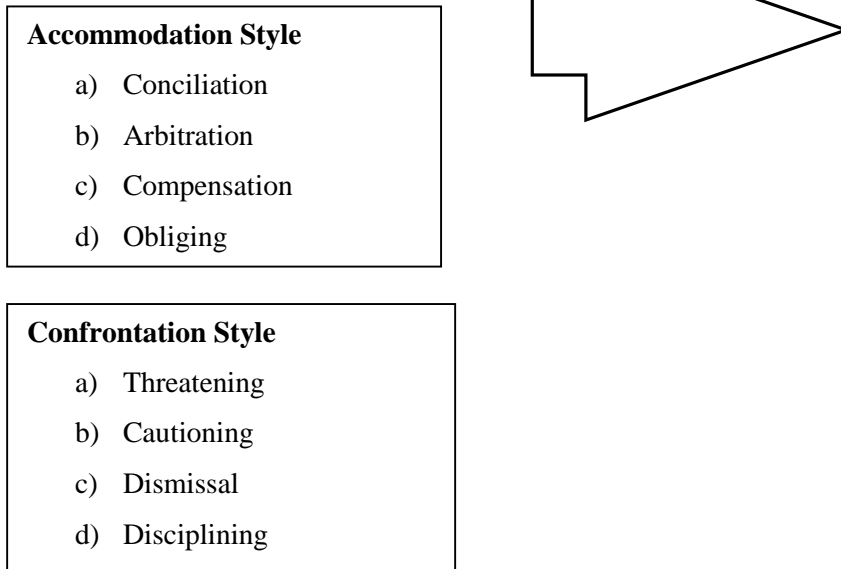 Accommodation Style
a) Conciliation
b) Arbitration
c) Compensation
d) Obliging
Confrontation Style
a) Threatening
b) Cautioning
c) Dismissal
d) Disciplining